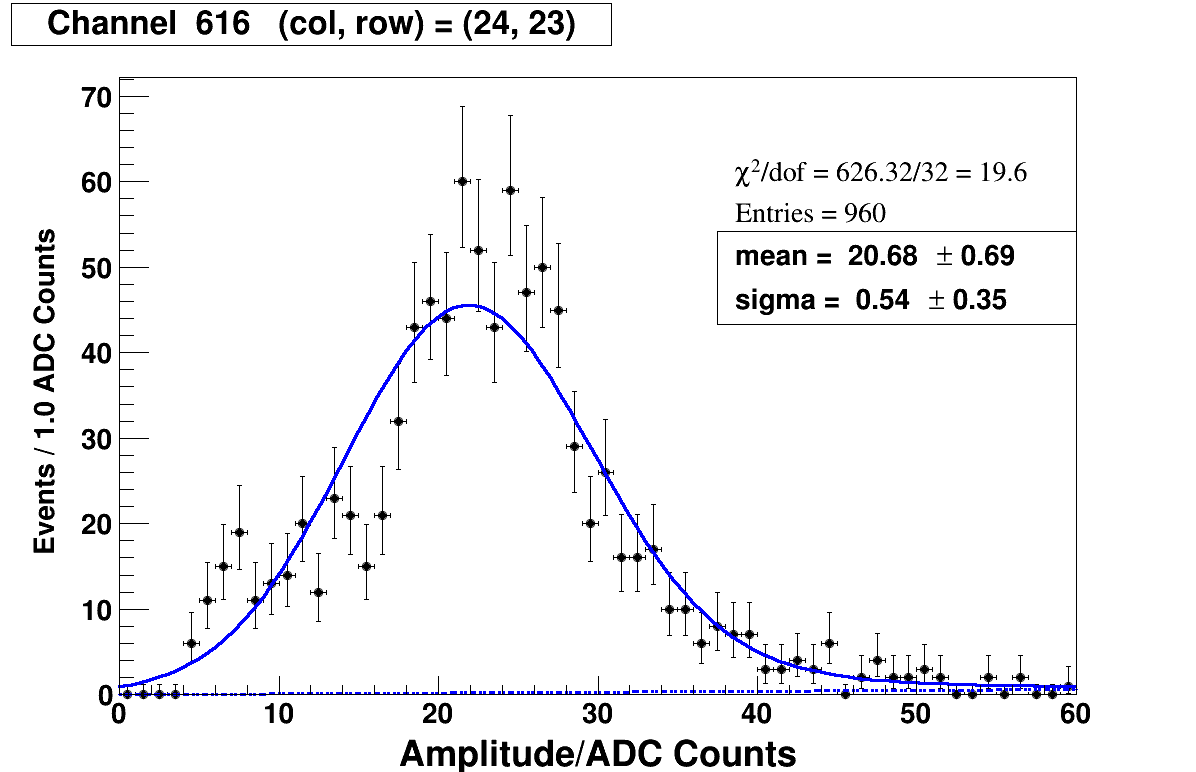 Channel 616 (col, row) = (24, 23)
70
60
50
40
30
20
10
0
Events / 1.0 ADC Counts
χ²/dof = 626.32/32 = 19.6
Entries = 960
mean = 20.68 ± 0.69
sigma = 0.54 ± 0.35
0 10 20 30 40 50 60
Amplitude/ADC Counts